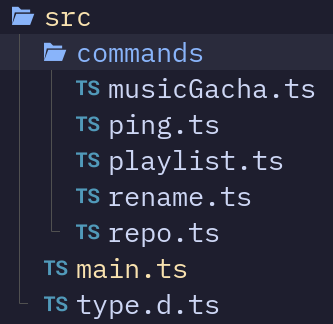 src
commands
TS musicGacha.ts
TS ping.ts
TS playlist.ts
TS rename.ts
TS repo.ts
TS main.ts
TS type.d.ts